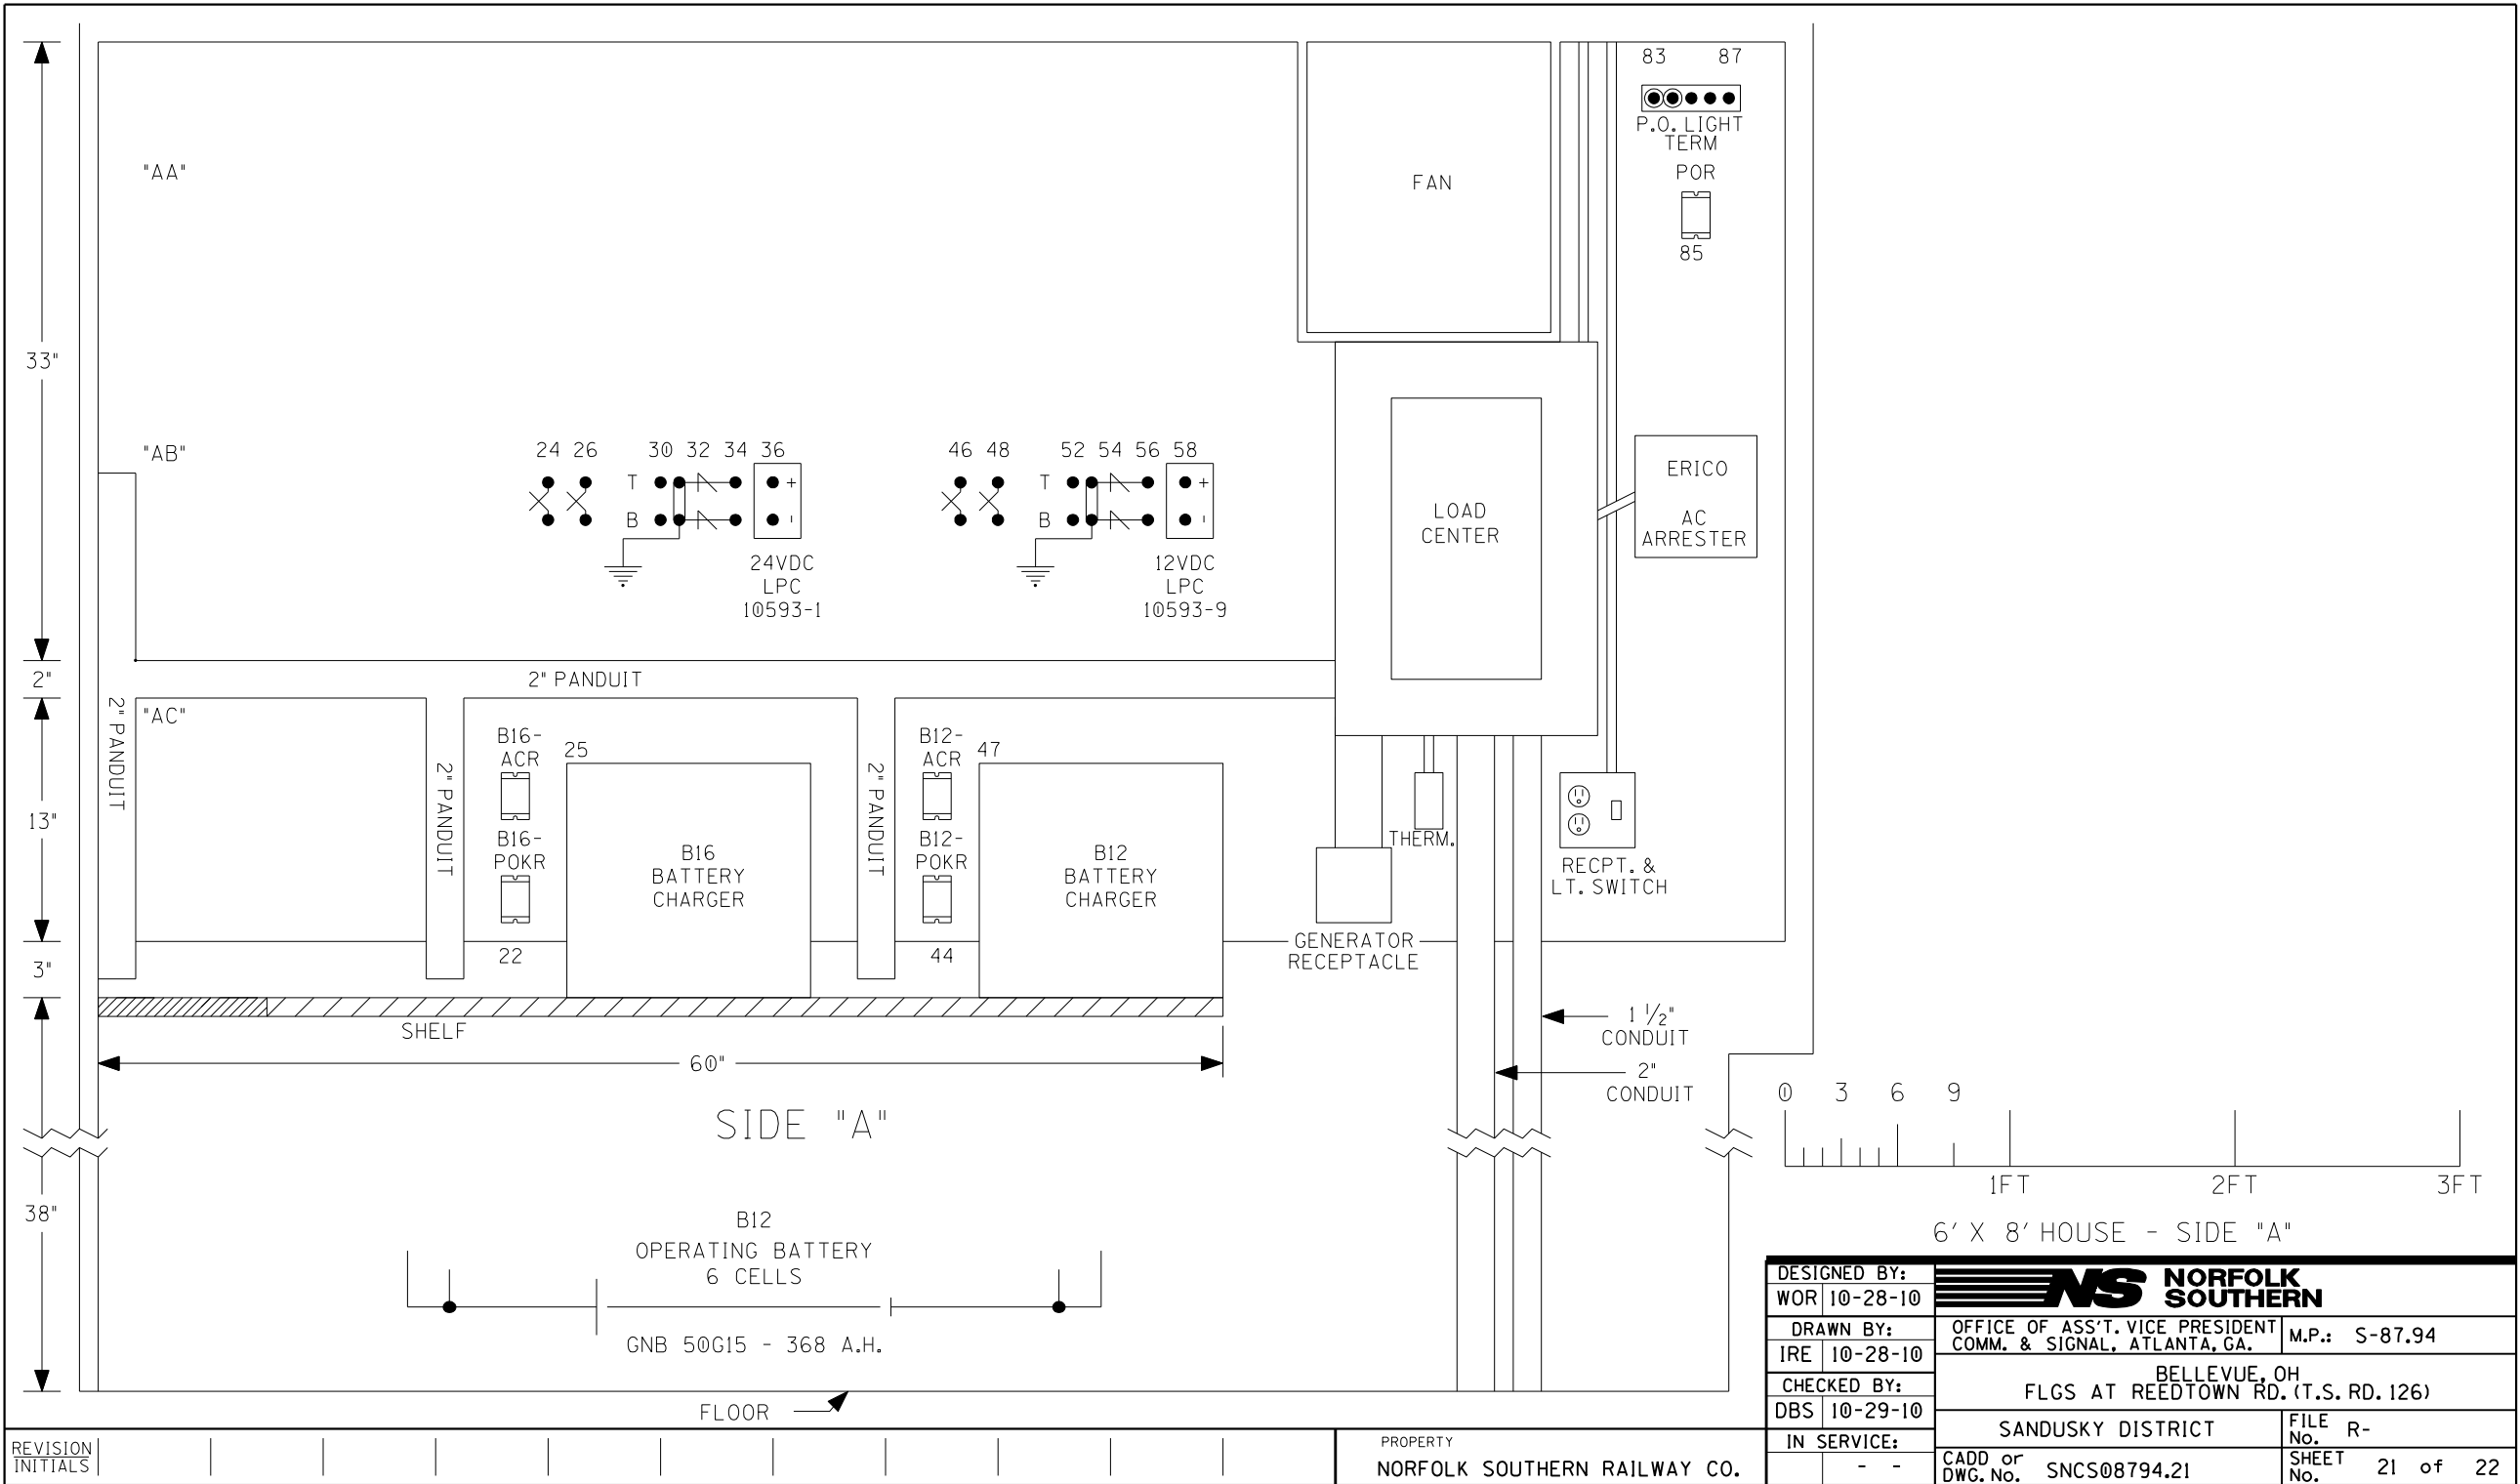 83 87
P.O. LIGHT
TERM
POR
85
"AA"
FAN
33"
"AB"
24 26 30 32 34 36
T +
B -
24VDC
LPC
10593-1
46 48 52 54 56 58
T +
B -
12VDC
LPC
10593-9
LOAD
CENTER
ERICO
AC
ARRESTER
2"
2" PANDUIT
"AC"
2" PANDUIT
2" PANDUIT
2" PANDUIT
13"
B16-
ACR
25
B16-
POKR
22
B16
BATTERY
CHARGER
B12-
ACR
47
B12-
POKR
44
B12
BATTERY
CHARGER
THERM.
RECPT. &
LT. SWITCH
GENERATOR
RECEPTACLE
3"
SHELF
60"
1 1/2"
CONDUIT
2"
CONDUIT
SIDE "A"
38"
B12
OPERATING BATTERY
6 CELLS
GNB 50G15 - 368 A.H.
FLOOR
0 3 6 9
1FT 2FT 3FT
6' X 8' HOUSE - SIDE "A"
DESIGNED BY:
WOR 10-28-10
DRAWN BY:
IRE 10-28-10
CHECKED BY:
DBS 10-29-10
IN SERVICE:
- -
NS NORFOLK
SOUTHERN
OFFICE OF ASS'T. VICE PRESIDENT
COMM. & SIGNAL, ATLANTA, GA.
M.P.: S-87.94
BELLEVUE, OH
FLGS AT REEDTOWN RD. (T.S. RD. 126)
SANDUSKY DISTRICT
FILE
No. R-
CADD or
DWG. No. SNCS08794.21
SHEET
No. 21 of 22
REVISION
INITIALS
PROPERTY
NORFOLK SOUTHERN RAILWAY CO.